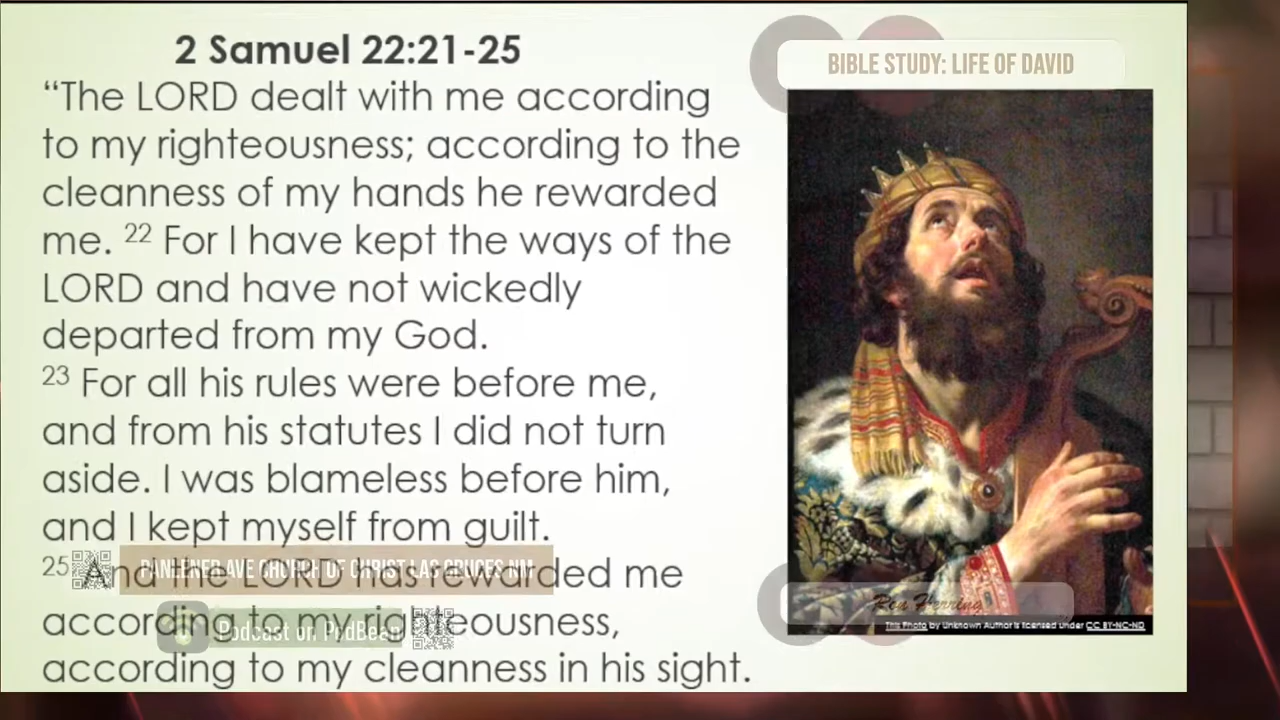 2 Samuel 22:21-25
“The LORD dealt with me according
to my righteousness; according to the
cleanness of my hands he rewarded
me. 22 For I have kept the ways of the
LORD and have not wickedly
departed from my God.
23 For all his rules were before me,
and from his statutes I did not turn
aside. I was blameless before him,
and I kept myself from guilt.
25 And the LORD has rewarded me
according to my righteousness,
according to my cleanness in his sight.
BIBLE STUDY: LIFE OF DAVID
AVE CHURCH OF CHRIST LAS CRUCES NM
Podcast on PodBean
Ron Herring
This Photo by Unknown Author is licensed under CC BY-NC-ND